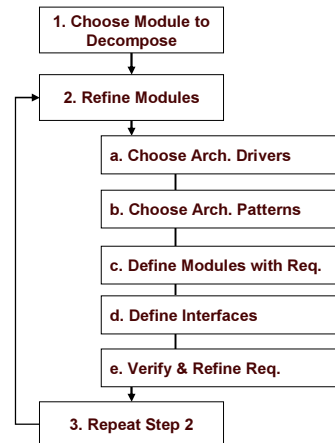 1. Choose Module to
Decompose
2. Refine Modules
a. Choose Arch. Drivers
b. Choose Arch. Patterns
c. Define Modules with Req.
d. Define Interfaces
e. Verify & Refine Req.
3. Repeat Step 2